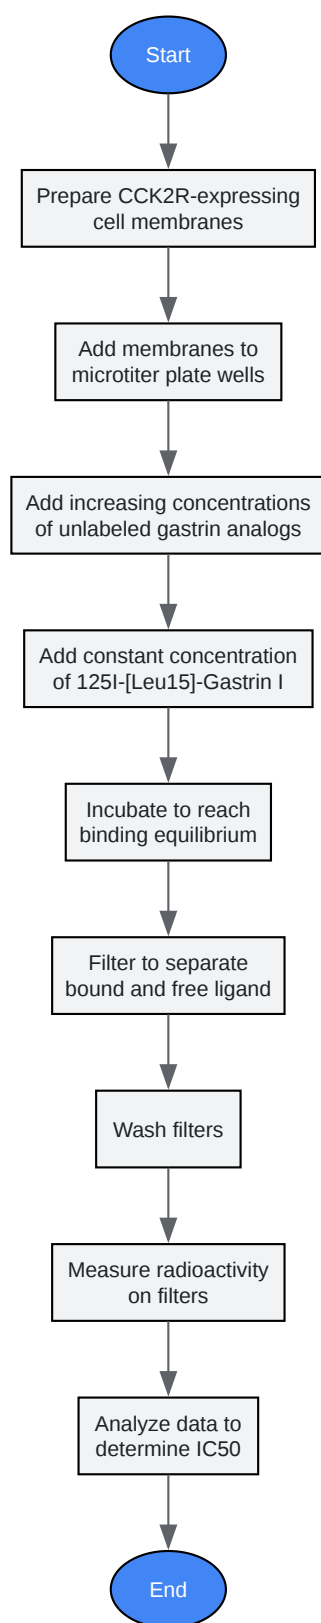 Start
Prepare CCK2R-expressing
cell membranes
Add membranes to
microtiter plate wells
Add increasing concentrations
of unlabeled gastrin analogs
Add constant concentration
of 125I-[Leu15]-Gastrin I
Incubate to reach
binding equilibrium
Filter to separate
bound and free ligand
Wash filters
Measure radioactivity
on filters
Analyze data to
determine IC50
End